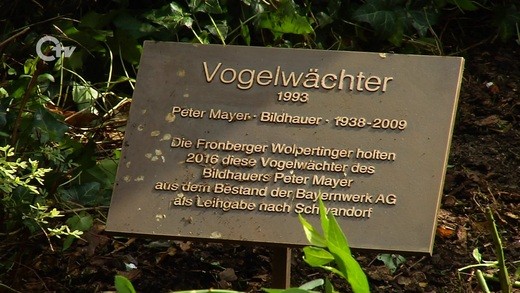 Otv
Vogelwächter
1993
Peter Mayer · Bildhauer · 1938-2009
Die Fronberger Wolpertinger holten
2016 diese Vogelwächter des
Bildhauers Peter Mayer
aus dem Bestand der Bayernwerk AG
als Leihgabe nach Schwandorf